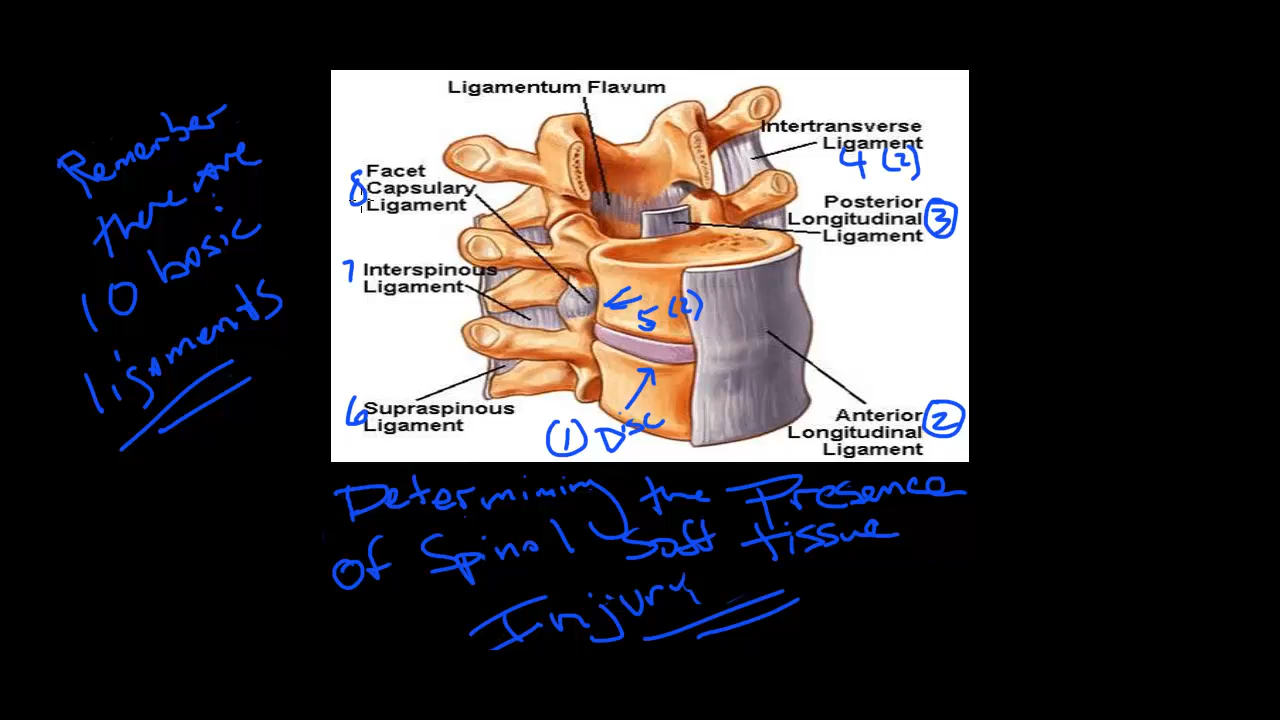 Remember
there are
10 basic
ligaments
Ligamentum Flavum
Intertransverse
Ligament
4 (2)
8 Facet
Capsulary
Ligament
Posterior
Longitudinal
Ligament
3
7 Interspinous
Ligament
5 (2)
6 Supraspinous
Ligament
1 Disc
Anterior
Longitudinal
Ligament
2
Determining the Presence
of Spinal Soft tissue
Injury